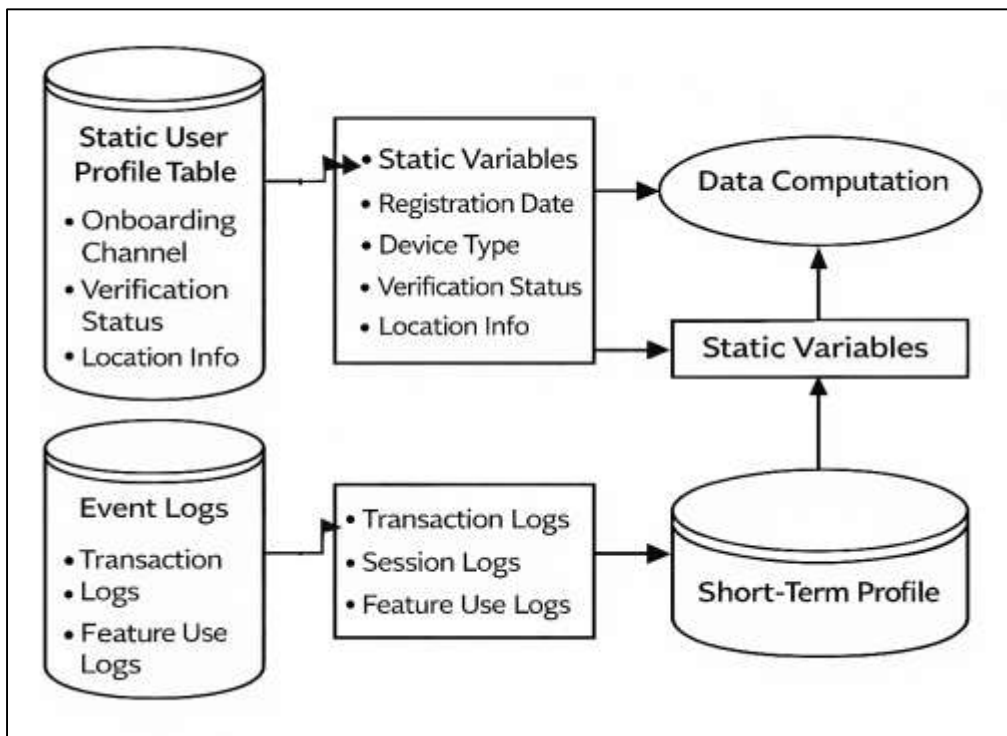 Static User
Profile Table
• Onboarding
Channel
• Verification
Status
• Location Info
• Static Variables
• Registration Date
• Device Type
• Verification Status
• Location Info
Data Computation
Static Variables
Event Logs
• Transaction
• Logs
• Feature Use
Logs
• Transaction Logs
• Session Logs
• Feature Use Logs
Short-Term Profile